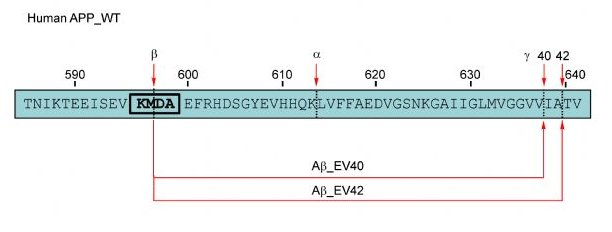 Human APP_WT
β α γ 40 42
590 600 610 620 630 640
TNIKTEEISEV KMDA EFRHDSGYEVHHQKLVFFAEDVGSNKGAIIGLMVGGVVIATV
Aβ_EV40
Aβ_EV42